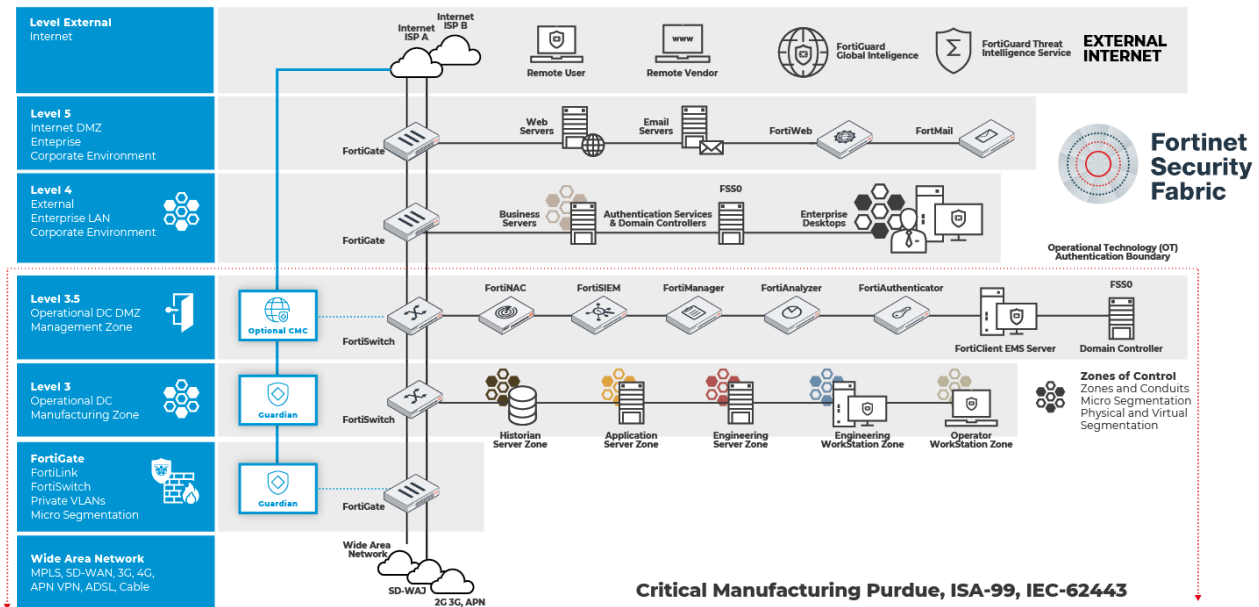 Level External
Internet
Internet
ISP A
Internet
ISP B
Remote User
www
Remote Vendor
FortiGuard
Global Inteligence
FortiGuard Threat
Intelligence Service
EXTERNAL
INTERNET
Level 5
Internet DMZ
Enteprise
Corporate Environment
FortiGate
Web
Servers
Email
Servers
FortiWeb
FortMail
Fortinet
Security
Fabric
Level 4
External
Enterprise LAN
Corporate Environment
FortiGate
Business
Servers
Authentication Services
& Domain Controllers
FSS0
Enterprise
Desktops
Operational Technology (OT)
Authentication Boundary
Level 3.5
Operational DC DMZ
Management Zone
Optional CMC
FortiSwitch
FortiNAC
FortiSIEM
FortiManager
FortiAnalyzer
FortiAuthenticator
FortiClient EMS Server
FSS0
Domain Controller
Level 3
Operational DC
Manufacturing Zone
Guardian
FortiSwitch
Historian
Server Zone
Application
Server Zone
Engineering
Server Zone
Engineering
WorkStation Zone
Operator
WorkStation Zone
Zones of Control
Zones and Conduits
Micro Segmentation
Physical and Virtual
Segmentation
FortiGate
FortiLink
FortiSwitch
Private VLANs
Micro Segmentation
Guardian
FortiGate
Wide Area Network
MPLS, SD-WAN, 3G, 4G,
APN VPN, ADSL, Cable
Wide Area
Network
SD-WAJ
2G 3G, APN
Critical Manufacturing Purdue, ISA-99, IEC-62443